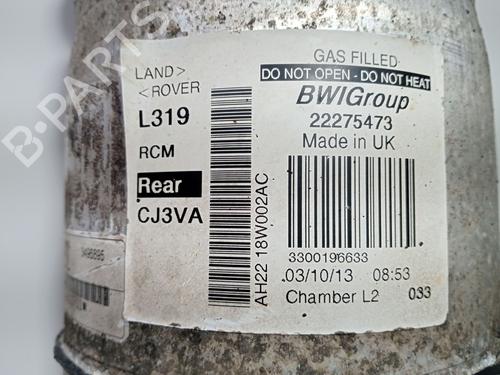 LAND>
<ROVER
L319
RCM
Rear
CJ3VA
AH22 18W002AC
GAS FILLED
DO NOT OPEN - DO NOT HEAT
BWIGroup
22275473
Made in UK
3300196633
03/10/13 08:53
Chamber L2 033
B-PARTS